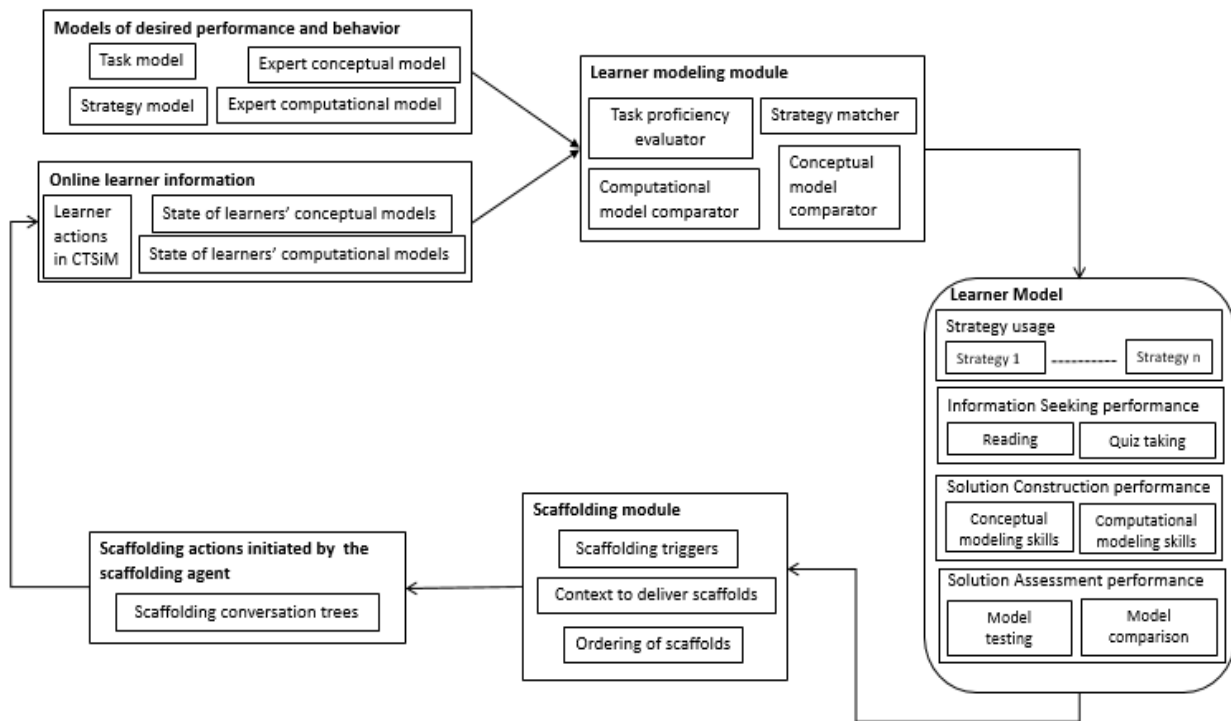 Models of desired performance and behavior
Task model
Expert conceptual model
Strategy model
Expert computational model
Online learner information
Learner
actions
in CTSiM
State of learners' conceptual models
State of learners' computational models
Learner modeling module
Task proficiency
evaluator
Strategy matcher
Computational
model comparator
Conceptual
model
comparator
Learner Model
Strategy usage
Strategy 1
Strategy n
Information Seeking performance
Reading
Quiz taking
Solution Construction performance
Conceptual
modeling skills
Computational
modeling skills
Solution Assessment performance
Model
testing
Model
comparison
Scaffolding module
Scaffolding triggers
Context to deliver scaffolds
Ordering of scaffolds
Scaffolding actions initiated by the
scaffolding agent
Scaffolding conversation trees